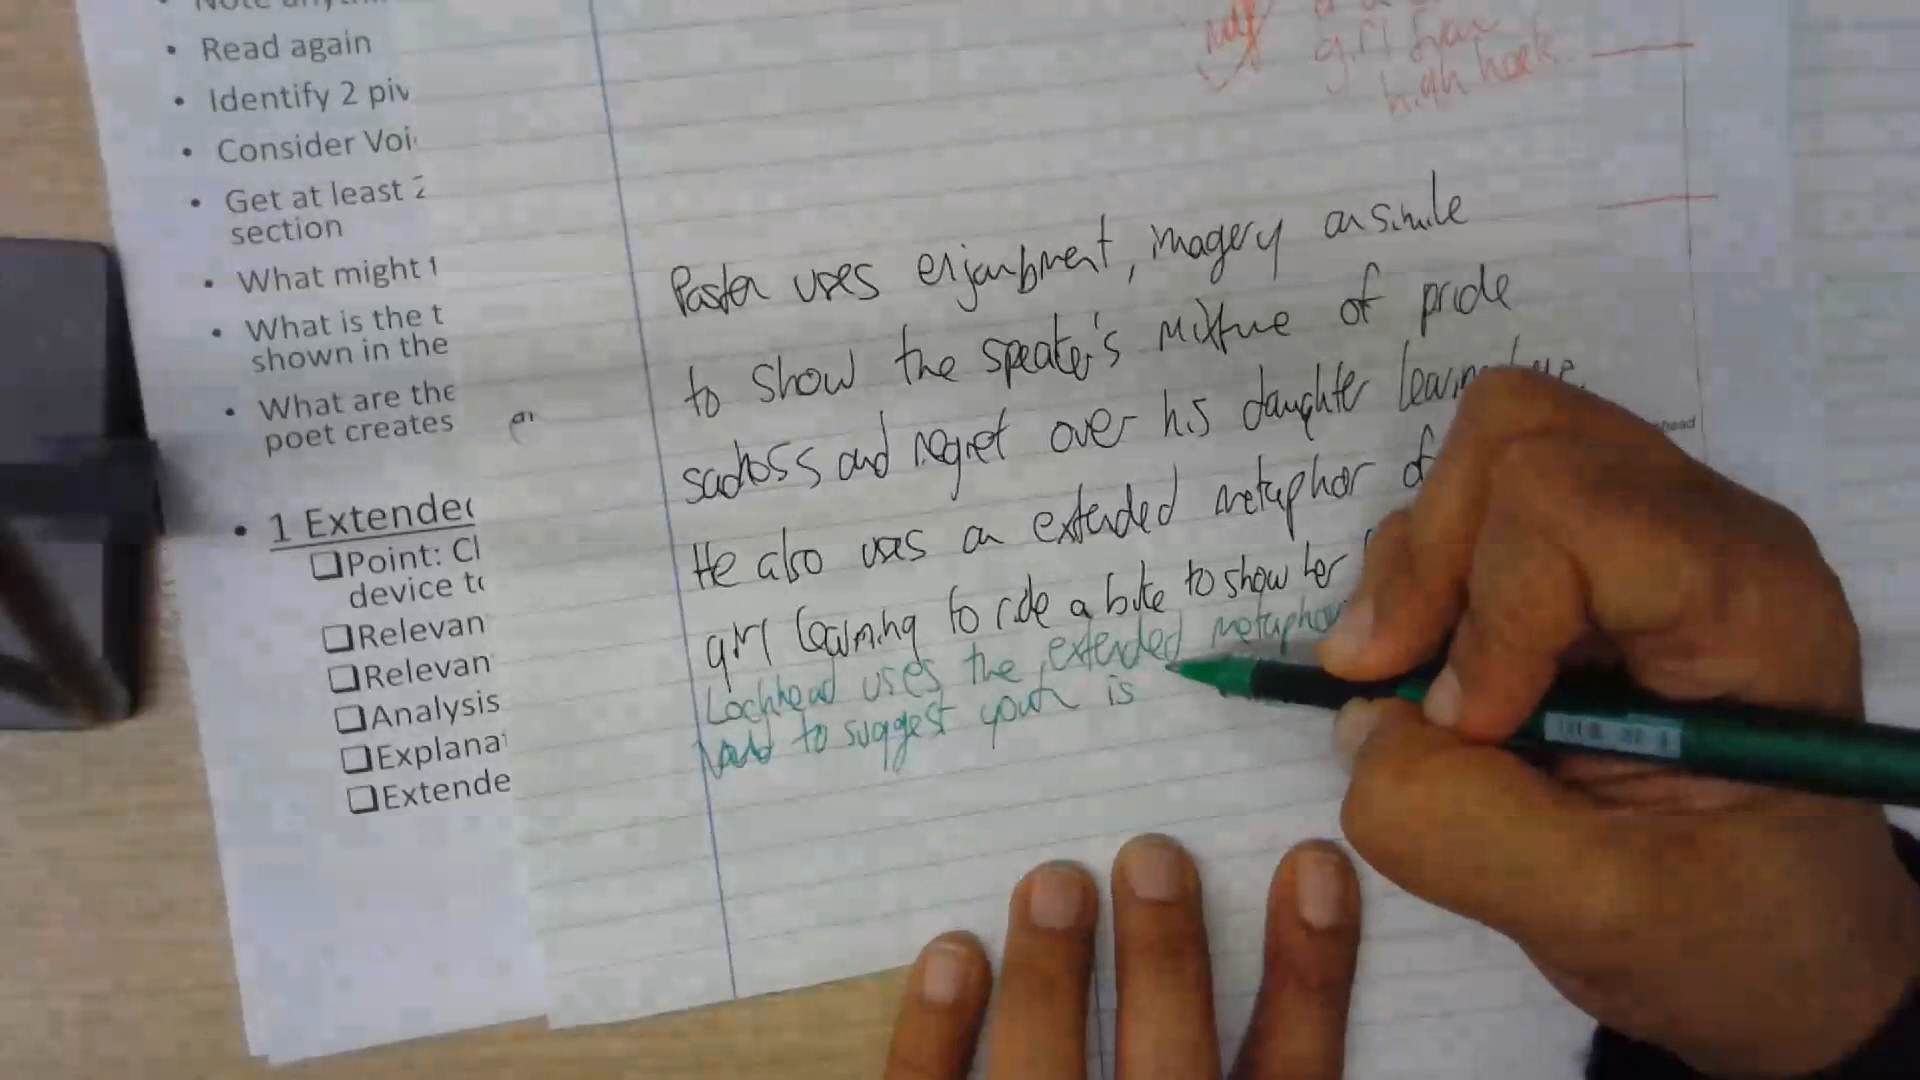 Read again
Identify 2 piv
Consider Voi
Get at least 2
section
What might
What is the t
shown in the
What are the
poet creates
1 Extended
Point: Cl
device to
Relevan
Relevan
Analysis
Explana
Extende
girl from
high heels
Paster uses enjambment, imagery a simile
to show the speaker's mixture of pride
sadness and regret over his daughter leaving
He also uses an extended metaphor of
girl learning to ride a bike to show her
Lochhead uses the extended metaphor
to suggest youth is
head